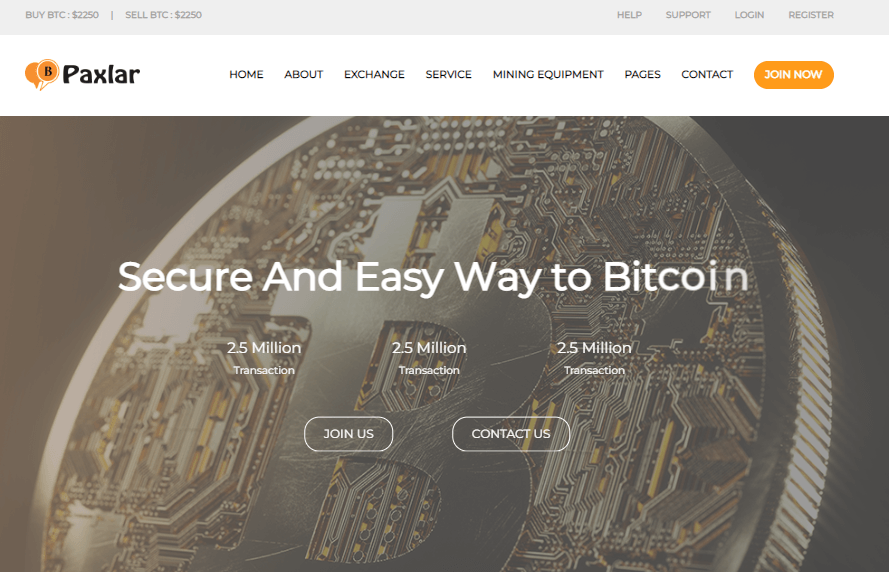 BUY BTC : $2250 | SELL BTC : $2250 HELP SUPPORT LOGIN REGISTER
B Paxlar HOME ABOUT EXCHANGE SERVICE MINING EQUIPMENT PAGES CONTACT JOIN NOW
Secure And Easy Way to Bitcoin
2.5 Million 2.5 Million 2.5 Million
Transaction Transaction Transaction
JOIN US CONTACT US